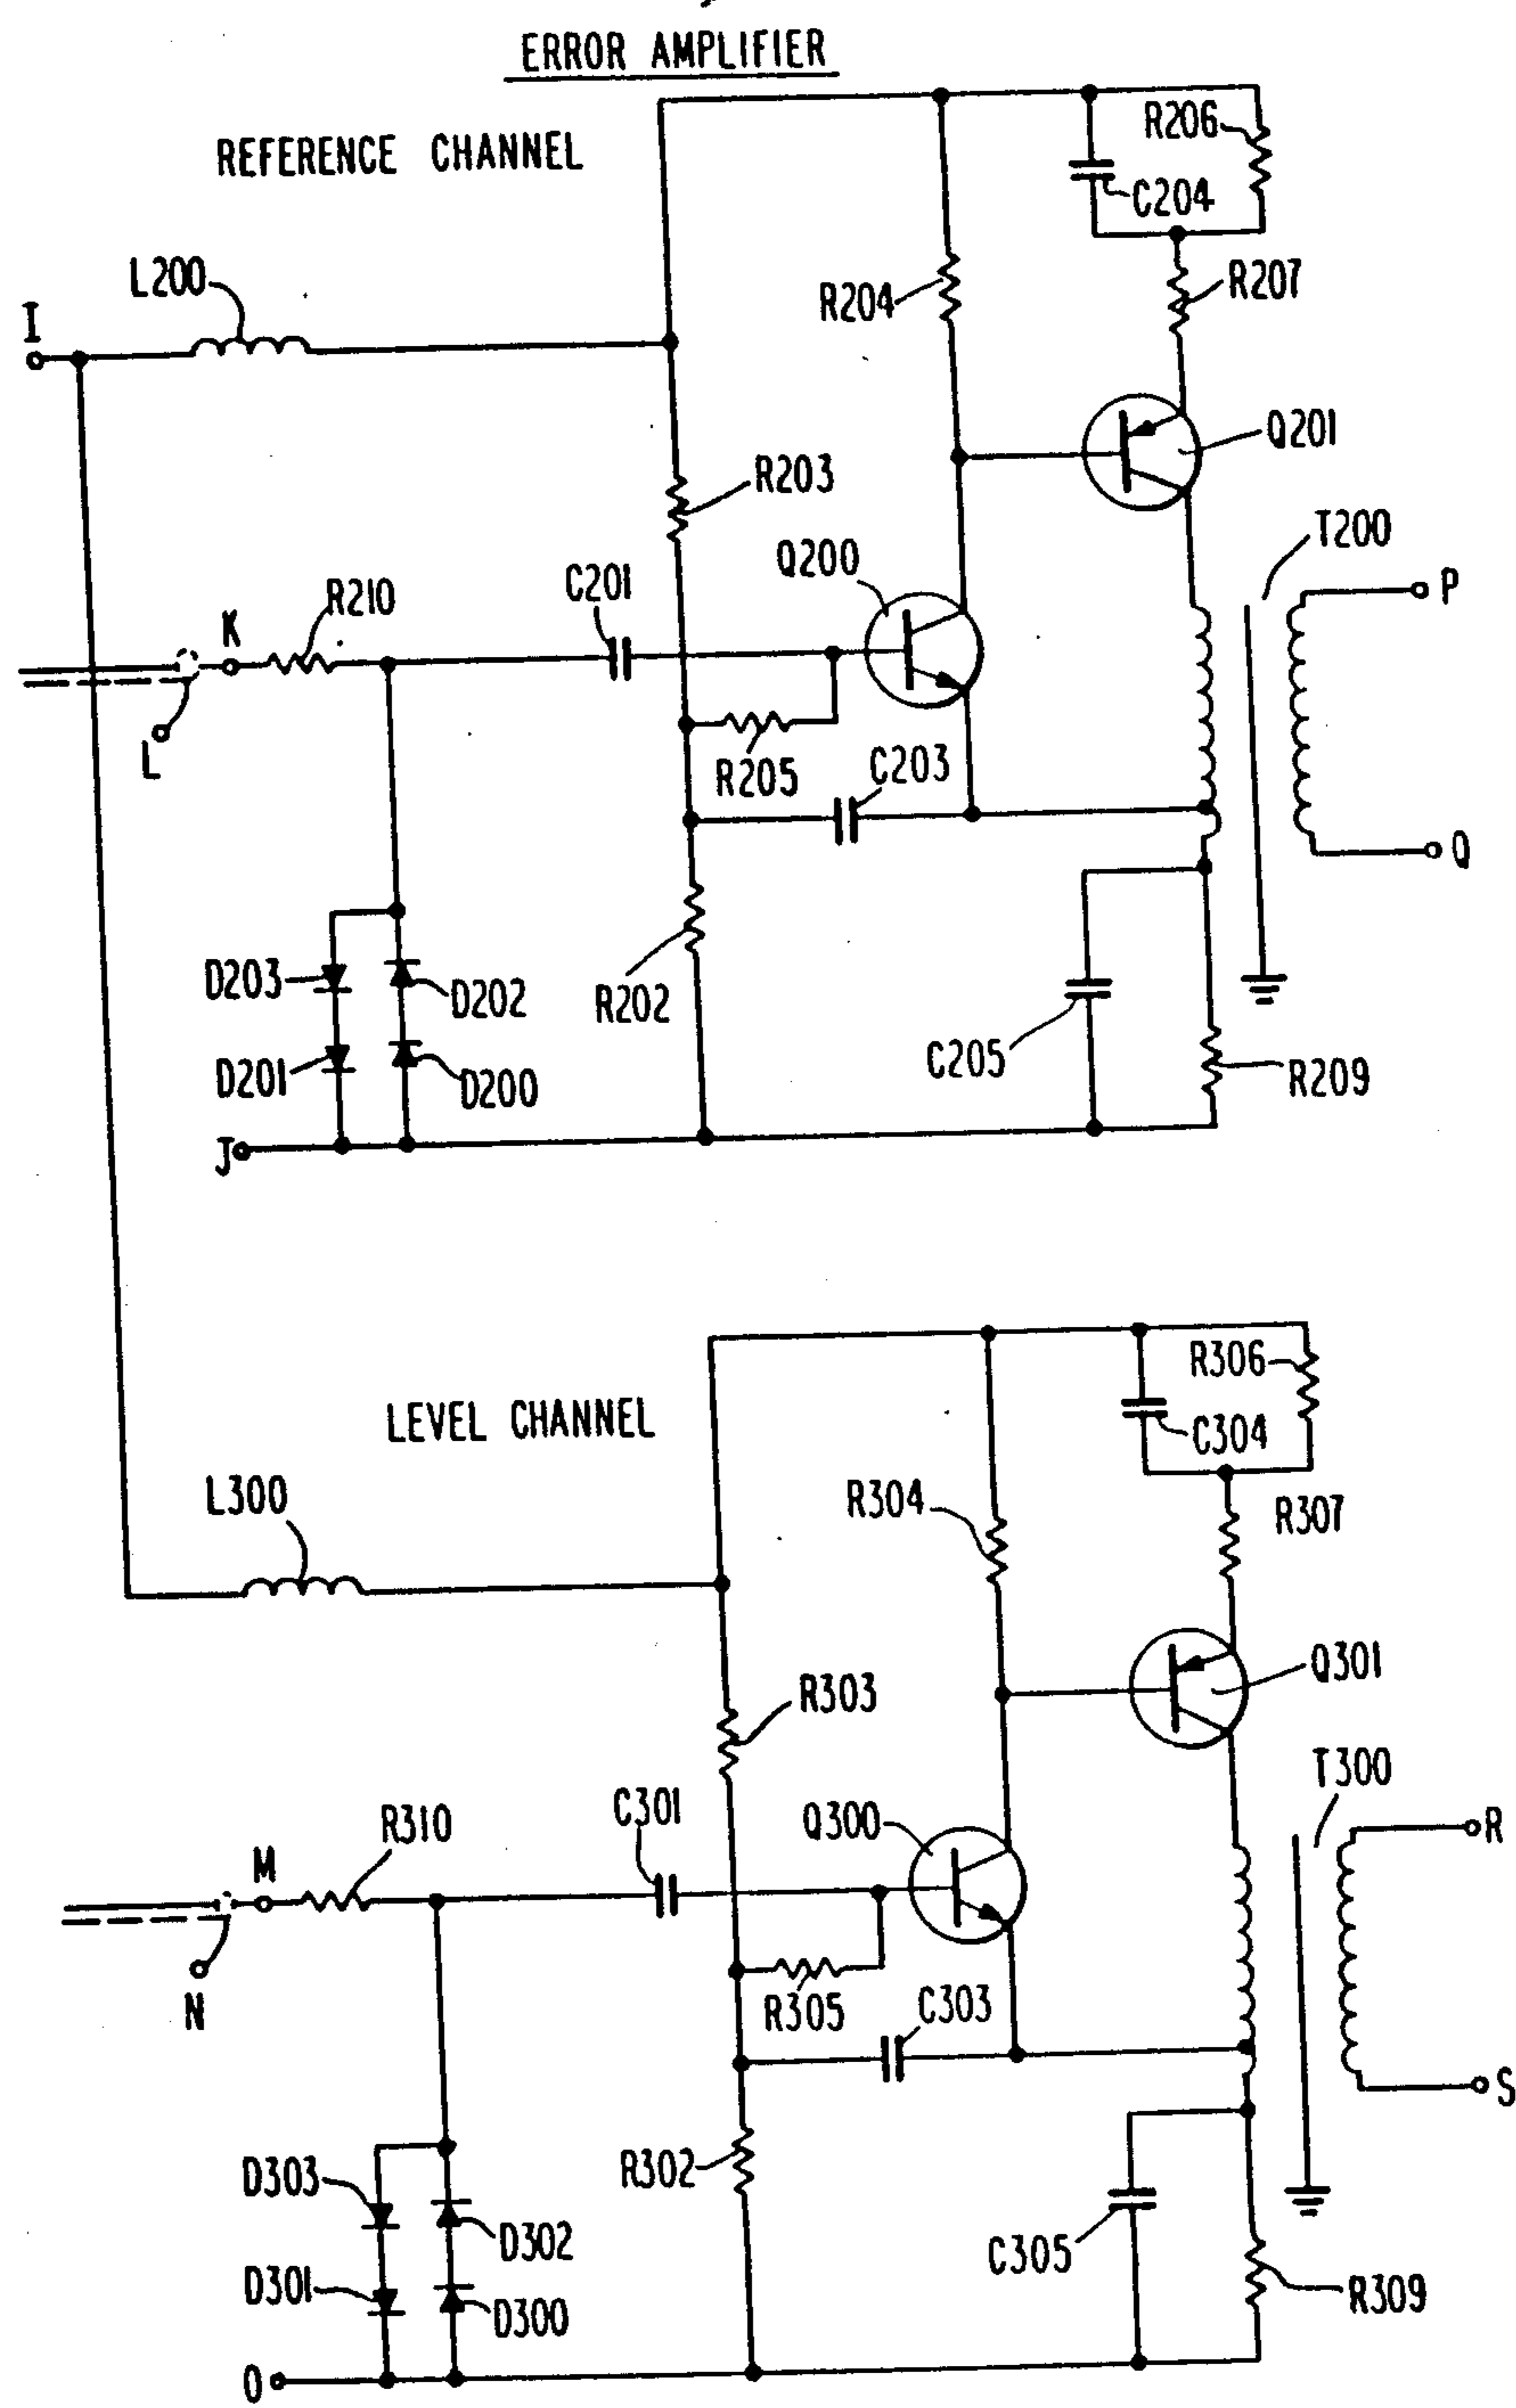 ERROR AMPLIFIER
REFERENCE CHANNEL
R206
C204
L200
R207
R204
I
Q201
R203
T200
Q200
C201
R210
P
K
L
R205
C203
Q
D203
D202
R202
C205
D201
D200
R209
J
R306
C304
LEVEL CHANNEL
L300
R304
R307
Q301
R303
T300
C301
Q300
R310
R
M
N
R305
C303
S
R302
D303
D302
C305
D301
D300
R309
O